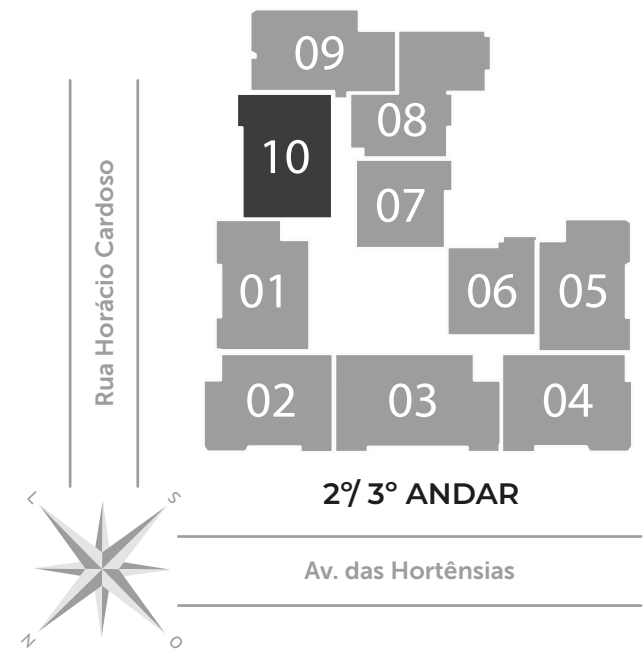 09
08
10
07
01
06
05
Rua Horácio Cardoso
02
03
04
2º/ 3º ANDAR
L
S
Av. das Hortênsias
N
O